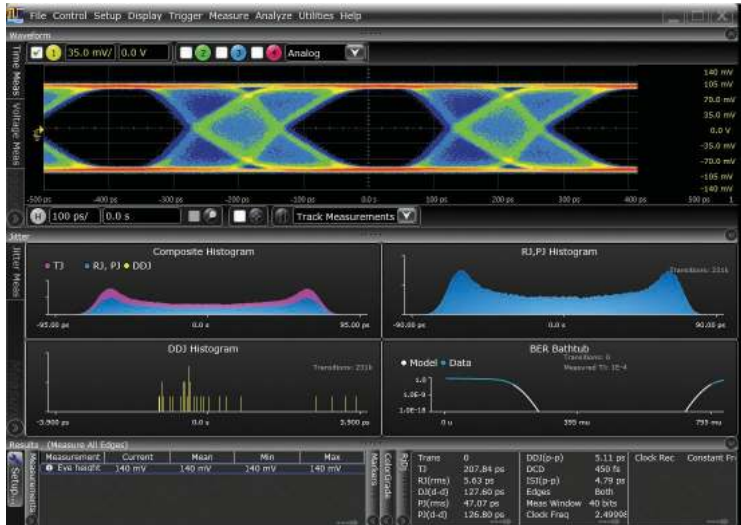 File Control Setup Display Trigger Measure Analyze Utilities Help
Waveform
1 35.0 mV/ 0.0 V 2 3 4 Analog
Time Meas
Voltage Meas
140 mV
105 mV
70.0 mV
35.0 mV
0.0 V
-35.0 mV
-70.0 mV
-105 mV
-140 mV
-500 ps -400 ps -300 ps -200 ps -100 ps 0.0 s 100 ps 200 ps 300 ps 400 ps 500 ps 1
H 100 ps/ 0.0 s Track Measurements
Jitter
Jitter Meas
Composite Histogram
TJ RJ, PJ DDJ
-95.00 ps 0.0 s 95.00 ps
RJ,PJ Histogram
Transitions: 231k
-90.00 ps 0.0 s 90.00 ps
DDJ Histogram
Transitions: 231k
-3.900 ps 0.0 s 3.900 ps
BER Bathtub
Model Data
Transitions: 0
Measured TJ: 1E-4
1.0
1.0E-9
1.0E-18
0 u
Results (Measure All Edges)
Setup...
Measurements
Measurement Current Mean Min Max
Eye height 140 mV 140 mV 140 mV 140 mV
Markers
ColorGrade
RJDJ
Trans 0
TJ 207.84 ps
RJ(rms) 5.63 ps
DJ(d-d) 127.60 ps
PJ(rms) 47.07 ps
PJ(d-d) 126.80 ps
DDJ(p-p) 5.11 ps
DCD 450 fs
ISI(p-p) 4.79 ps
Edges Both
Meas Window 40 bits
Clock Freq 2.49998
Clock Rec Constant Fr